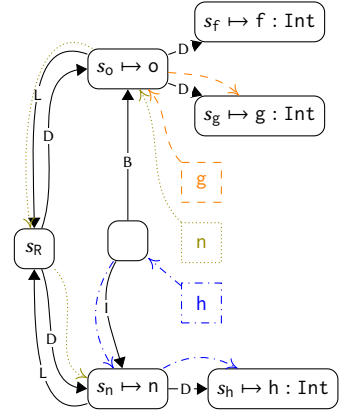 s_f ↦ f : Int
D
s_o ↦ o
L
D
s_g ↦ g : Int
D
B
g
s_R
n
h
I
D
L
s_n ↦ n
D
s_h ↦ h : Int